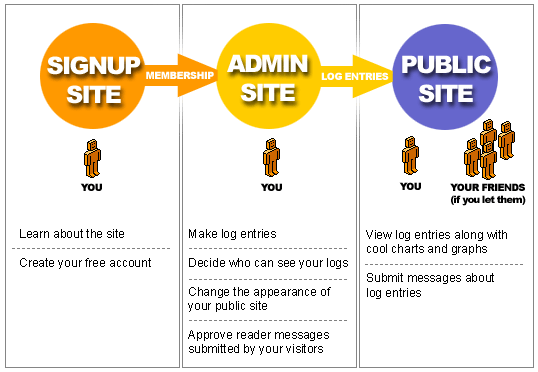 SIGNUP
SITE
MEMBERSHIP
ADMIN
SITE
LOG ENTRIES
PUBLIC
SITE
YOU
YOU
YOU
YOUR FRIENDS
(if you let them)
Learn about the site
Create your free account
Make log entries
Decide who can see your logs
Change the appearance of
your public site
Approve reader messages
submitted by your visitors
View log entries along with
cool charts and graphs
Submit messages about
log entries